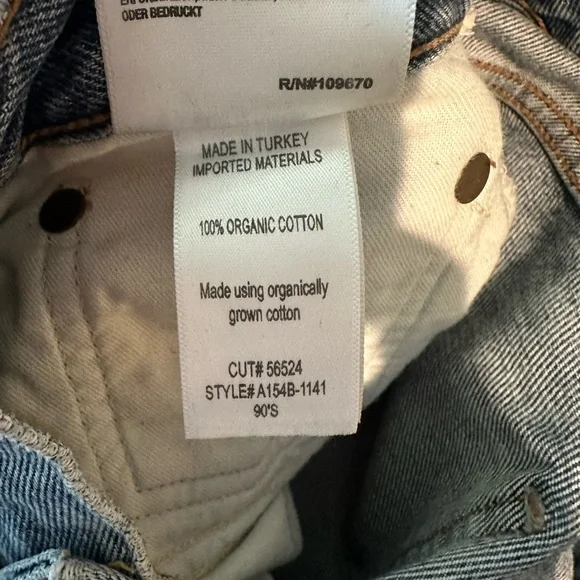 ODER BEDRUCKT
R/N#109670
MADE IN TURKEY
IMPORTED MATERIALS
100% ORGANIC COTTON
Made using organically
grown cotton
CUT# 56524
STYLE# A154B-1141
90'S